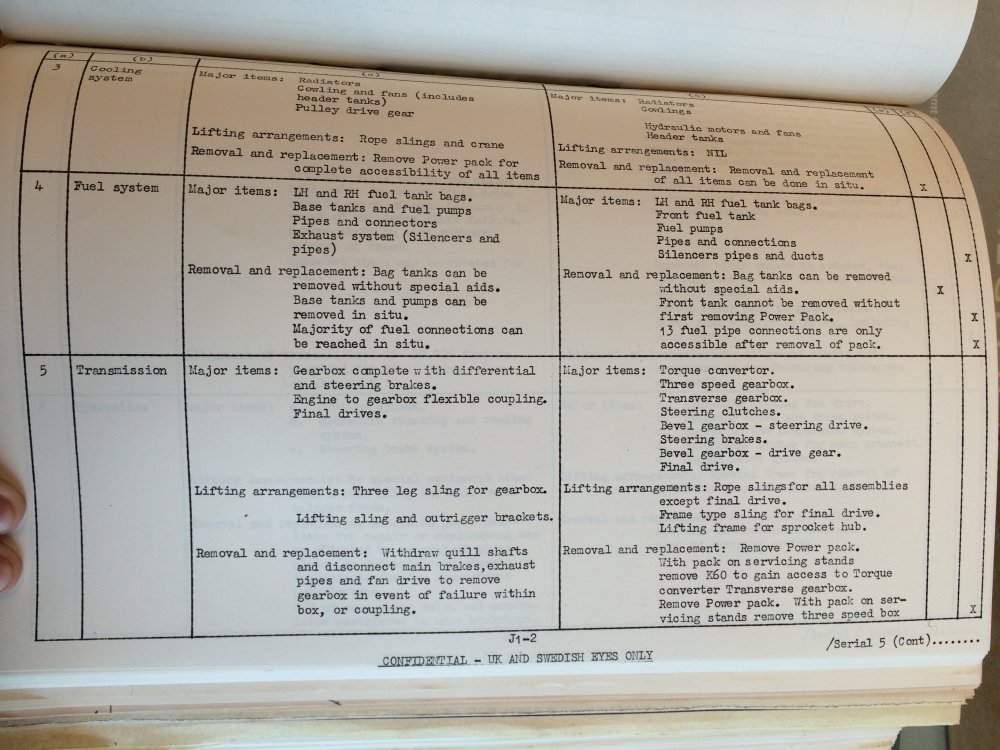 (a)
(b)
(c)
(d)
3
Cooling
system
Major items: Radiators
Cowling and fans (includes
header tanks)
Pulley drive gear
Lifting arrangements: Rope slings and crane
Removal and replacement: Remove Power pack for
complete accessibility of all items
Major items: Radiators
Cowlings
Hydraulic motors and fans
Header tanks
Lifting arrangements: NIL
Removal and replacement: Removal and replacement
of all items can be done in situ.
X
4
Fuel system
Major items: LH and RH fuel tank bags.
Base tanks and fuel pumps
Pipes and connectors
Exhaust system (Silencers and
pipes)
Removal and replacement: Bag tanks can be
removed without special aids.
Base tanks and pumps can be
removed in situ.
Majority of fuel connections can
be reached in situ.
Major items: LH and RH fuel tank bags.
Front fuel tank
Fuel pumps
Pipes and connections
Silencers pipes and ducts
X
Removal and replacement: Bag tanks can be removed
without special aids.
X
Front tank cannot be removed without
first removing Power Pack.
X
13 fuel pipe connections are only
accessible after removal of pack.
X
5
Transmission
Major items: Gearbox complete with differential
and steering brakes.
Engine to gearbox flexible coupling.
Final drives.
Lifting arrangements: Three leg sling for gearbox.
Lifting sling and outrigger brackets.
Removal and replacement: Withdraw quill shafts
and disconnect main brakes,exhaust
pipes and fan drive to remove
gearbox in event of failure within
box, or coupling.
Major items: Torque convertor.
Three speed gearbox.
Transverse gearbox.
Steering clutches.
Bevel gearbox - steering drive.
Steering brakes.
Bevel gearbox - drive gear.
Final drive.
Lifting arrangements: Rope slingsfor all assemblies
except final drive.
Frame type sling for final drive.
Lifting frame for sprocket hub.
Removal and replacement: Remove Power pack.
With pack on servicing stands
remove K60 to gain access to Torque
converter Transverse gearbox.
Remove Power pack. With pack on ser-
vicing stands remove three speed box
X
J1-2
/Serial 5 (Cont)........
CONFIDENTIAL - UK AND SWEDISH EYES ONLY